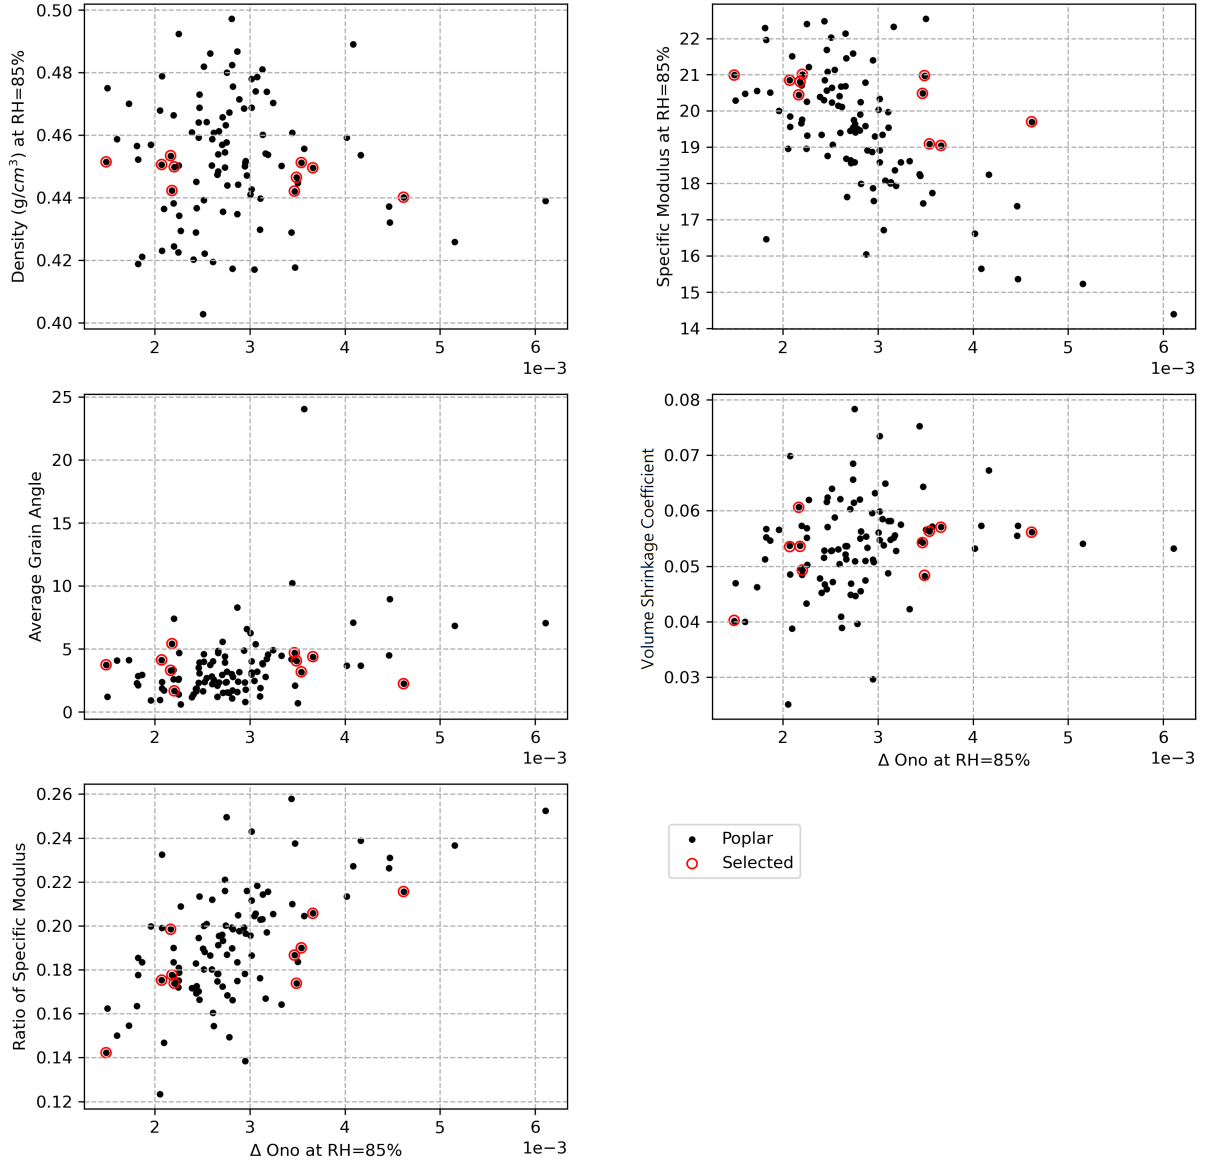 0.50
0.48
0.46
0.44
0.42
0.40
Density (g/cm³) at RH=85%
2 3 4 5 6
1e−3
22
21
20
19
18
17
16
15
14
Specific Modulus at RH=85%
2 3 4 5 6
1e−3
25
20
15
10
5
0
Average Grain Angle
2 3 4 5 6
1e−3
0.08
0.07
0.06
0.05
0.04
0.03
Volume Shrinkage Coefficient
2 3 4 5 6
Δ Ono at RH=85%
1e−3
0.26
0.24
0.22
0.20
0.18
0.16
0.14
0.12
Ratio of Specific Modulus
2 3 4 5 6
Δ Ono at RH=85%
1e−3
Poplar
Selected